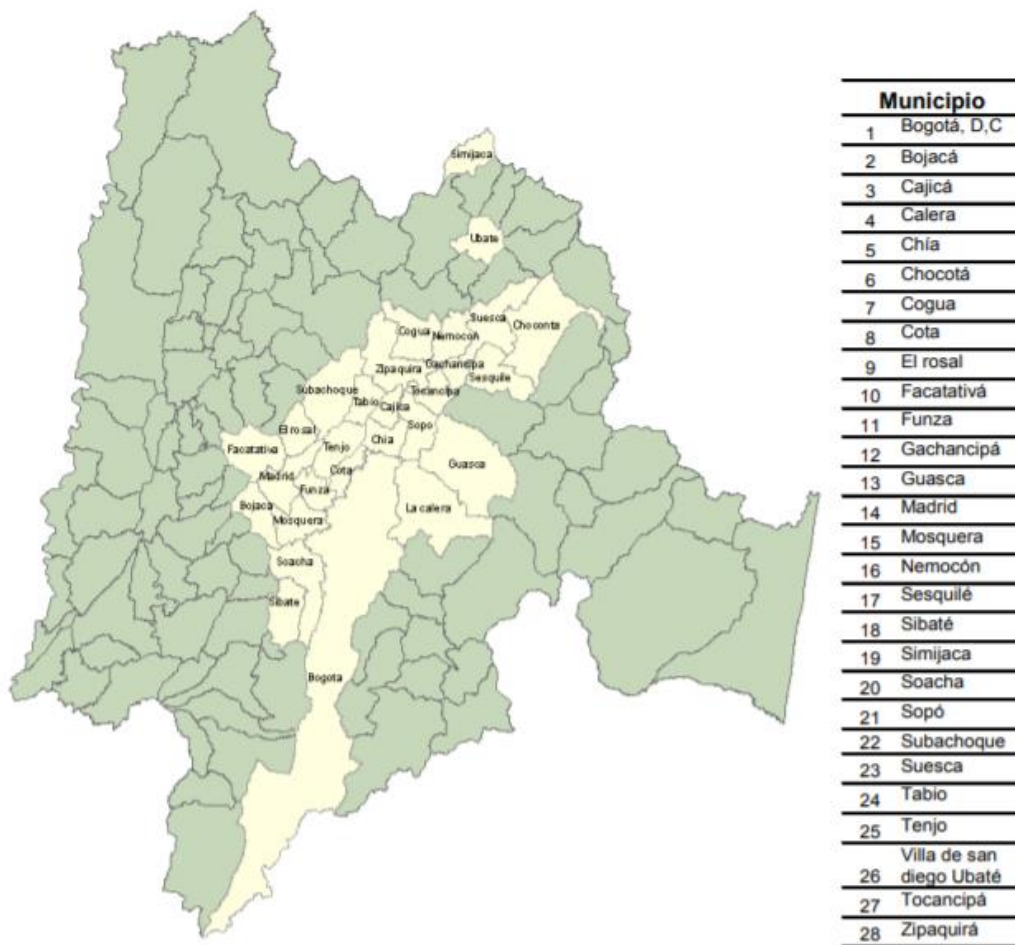 Simijaca
Ubate
Suesca
Choconta
Cogua
Nemocon
Gachancipa
Zipaquira
Sesquile
Subachoque
Tocancipa
Tabio
Cajica
Sopo
El rosal
Chia
Facatativa
Tenjo
Guasca
Cota
Madrid
Funza
Bojaca
La calera
Mosquera
Soacha
Sibate
Bogota
Municipio
1 Bogotá, D,C
2 Bojacá
3 Cajicá
4 Calera
5 Chía
6 Chocotá
7 Cogua
8 Cota
9 El rosal
10 Facatativá
11 Funza
12 Gachancipá
13 Guasca
14 Madrid
15 Mosquera
16 Nemocón
17 Sesquilé
18 Sibaté
19 Simijaca
20 Soacha
21 Sopó
22 Subachoque
23 Suesca
24 Tabio
25 Tenjo
Villa de san
26 diego Ubaté
27 Tocancipá
28 Zipaquirá